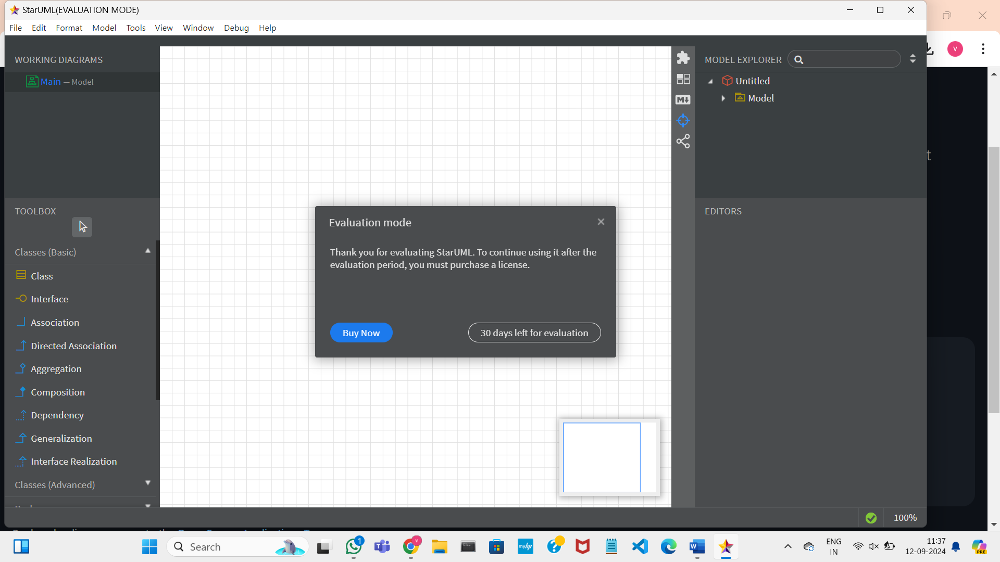 StarUML(EVALUATION MODE)
File Edit Format Model Tools View Window Debug Help
WORKING DIAGRAMS
Main — Model
TOOLBOX
Classes (Basic)
Class
Interface
Association
Directed Association
Aggregation
Composition
Dependency
Generalization
Interface Realization
Classes (Advanced)
Evaluation mode
Thank you for evaluating StarUML. To continue using it after the
evaluation period, you must purchase a license.
Buy Now
30 days left for evaluation
M
MODEL EXPLORER
Untitled
Model
EDITORS
100%
V
t
Search
1
V
myhp
ENG
IN
11:37
12-09-2024
PRE